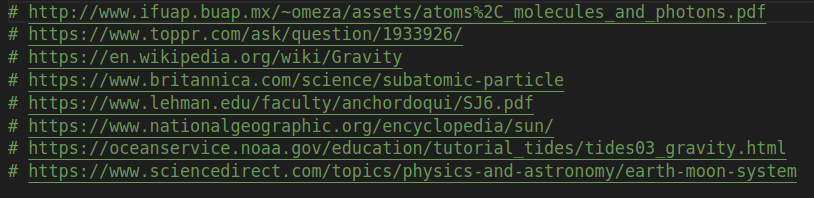 # http://www.ifuap.buap.mx/~omeza/assets/atoms%2C_molecules_and_photons.pdf
# https://www.toppr.com/ask/question/1933926/
# https://en.wikipedia.org/wiki/Gravity
# https://www.britannica.com/science/subatomic-particle
# https://www.lehman.edu/faculty/anchordoqui/SJ6.pdf
# https://www.nationalgeographic.org/encyclopedia/sun/
# https://oceanservice.noaa.gov/education/tutorial_tides/tides03_gravity.html
# https://www.sciencedirect.com/topics/physics-and-astronomy/earth-moon-system